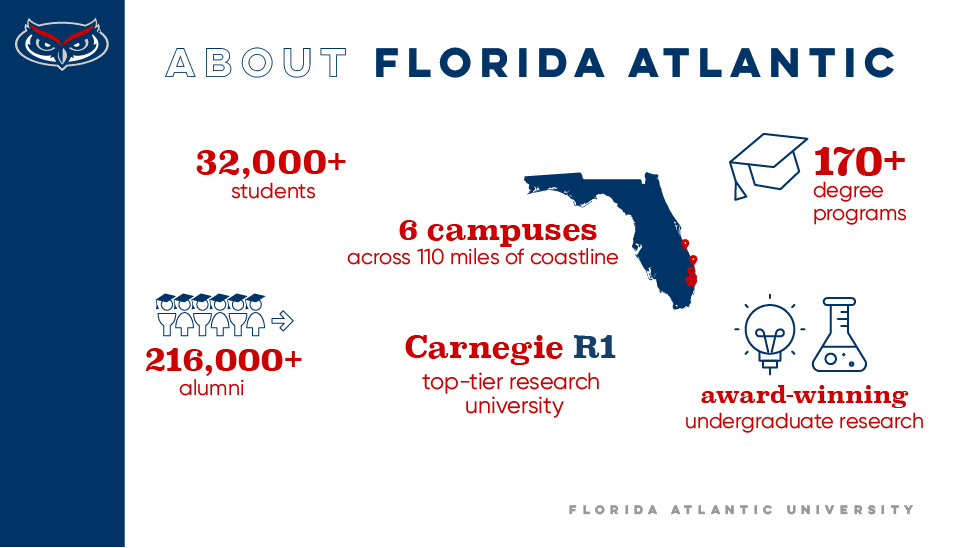 ABOUT FLORIDA ATLANTIC
32,000+
students
170+
degree
programs
6 campuses
across 110 miles of coastline
216,000+
alumni
Carnegie R1
top-tier research
university
award-winning
undergraduate research
FLORIDA ATLANTIC UNIVERSITY